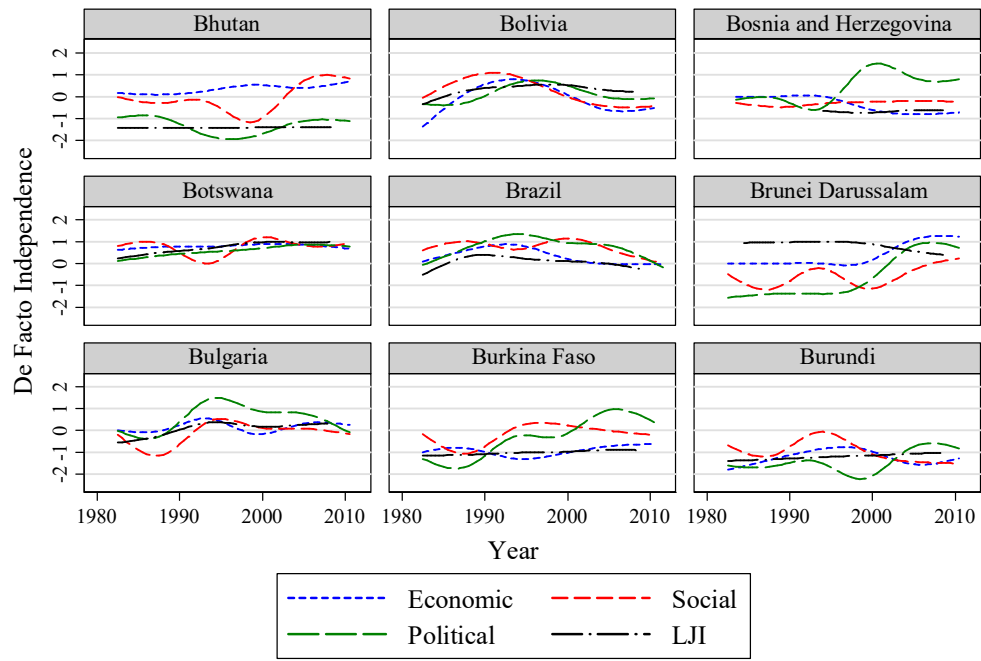 Bhutan Bolivia Bosnia and Herzegovina
2
1
0
-1
-2
Botswana Brazil Brunei Darussalam
2
1
0
-1
-2
De Facto Independence
Bulgaria Burkina Faso Burundi
2
1
0
-1
-2
1980 1990 2000 2010 1980 1990 2000 2010 1980 1990 2000 2010
Year
Economic Social
Political LJI